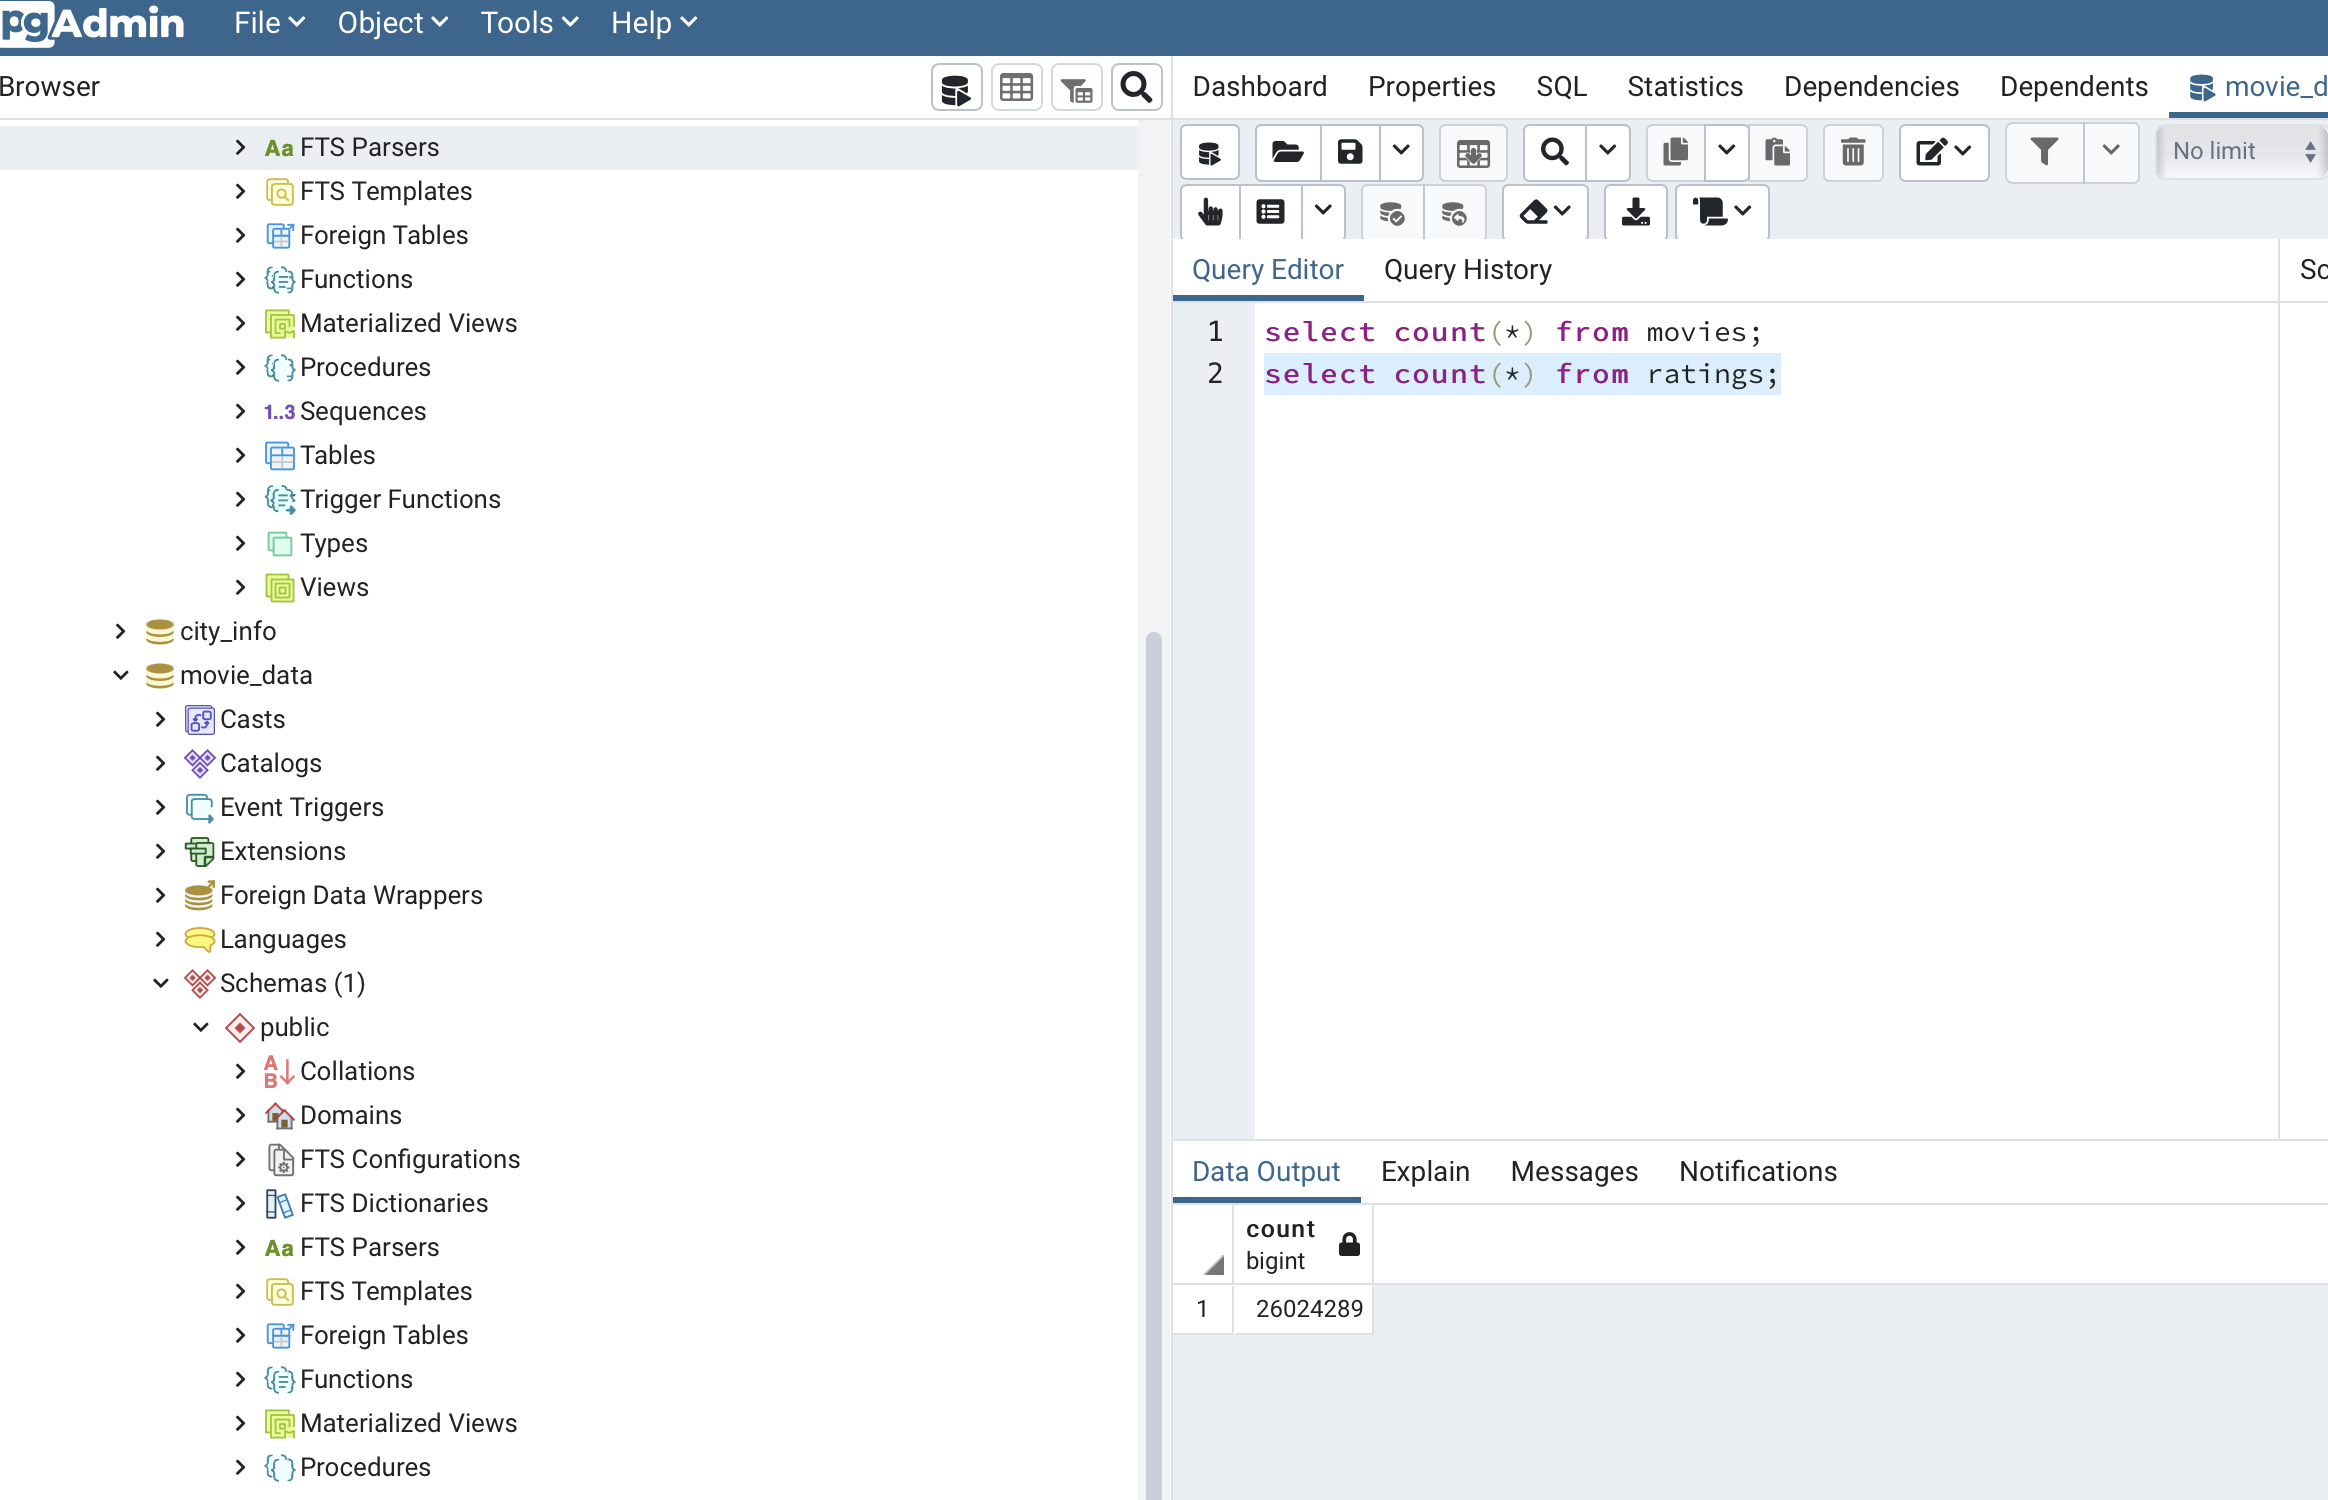 pgAdmin File Object Tools Help
Browser
Dashboard Properties SQL Statistics Dependencies Dependents movie_d
No limit
Aa FTS Parsers
FTS Templates
Foreign Tables
Functions
Materialized Views
Procedures
1..3 Sequences
Tables
Trigger Functions
Types
Views
city_info
movie_data
Casts
Catalogs
Event Triggers
Extensions
Foreign Data Wrappers
Languages
Schemas (1)
public
A B Collations
Domains
FTS Configurations
FTS Dictionaries
Aa FTS Parsers
FTS Templates
Foreign Tables
Functions
Materialized Views
Procedures
Query Editor Query History Sc
1 select count(*) from movies;
2 select count(*) from ratings;
Data Output Explain Messages Notifications
count
bigint
1 26024289